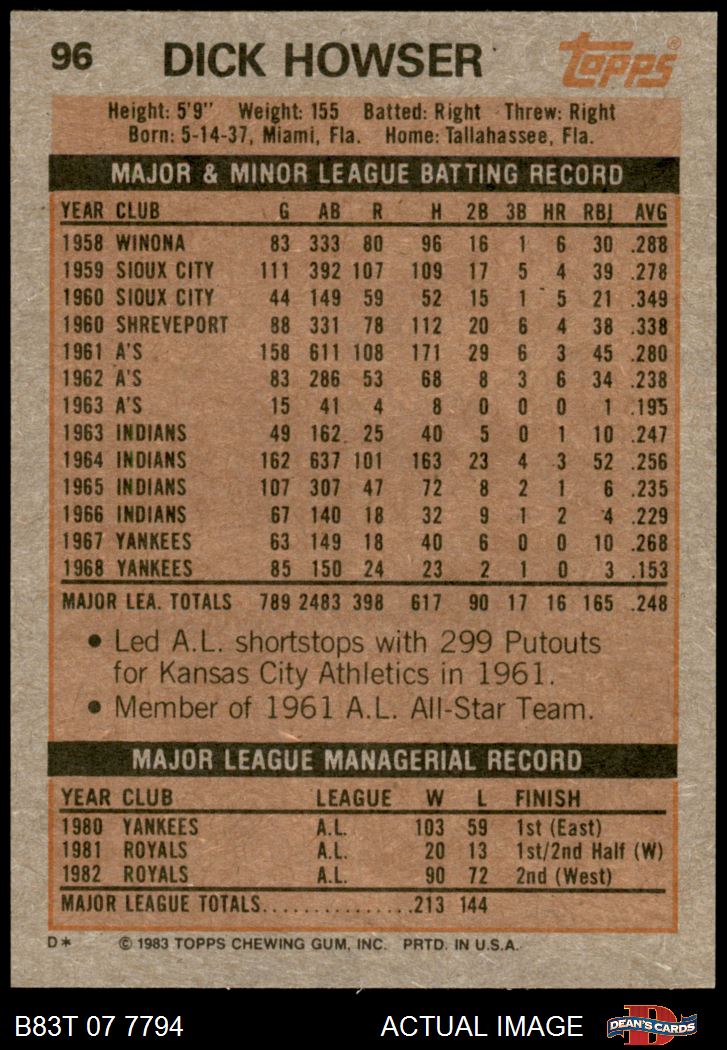 96 DICK HOWSER Topps®
Height: 5'9" Weight: 155 Batted: Right Threw: Right
Born: 5-14-37, Miami, Fla. Home: Tallahassee, Fla.
MAJOR & MINOR LEAGUE BATTING RECORD
YEAR CLUB G AB R H 2B 3B HR RBI AVG
1958 WINONA 83 333 80 96 16 1 6 30 .288
1959 SIOUX CITY 111 392 107 109 17 5 4 39 .278
1960 SIOUX CITY 44 149 59 52 15 1 5 21 .349
1960 SHREVEPORT 88 331 78 112 20 6 4 38 .338
1961 A'S 158 611 108 171 29 6 3 45 .280
1962 A'S 83 286 53 68 8 3 6 34 .238
1963 A'S 15 41 4 8 0 0 0 1 .195
1963 INDIANS 49 162 25 40 5 0 1 10 .247
1964 INDIANS 162 637 101 163 23 4 3 52 .256
1965 INDIANS 107 307 47 72 8 2 1 6 .235
1966 INDIANS 67 140 18 32 9 1 2 4 .229
1967 YANKEES 63 149 18 40 6 0 0 10 .268
1968 YANKEES 85 150 24 23 2 1 0 3 .153
MAJOR LEA. TOTALS 789 2483 398 617 90 17 16 165 .248
• Led A.L. shortstops with 299 Putouts
for Kansas City Athletics in 1961.
• Member of 1961 A.L. All-Star Team.
MAJOR LEAGUE MANAGERIAL RECORD
YEAR CLUB LEAGUE W L FINISH
1980 YANKEES A.L. 103 59 1st (East)
1981 ROYALS A.L. 20 13 1st/2nd Half (W)
1982 ROYALS A.L. 90 72 2nd (West)
MAJOR LEAGUE TOTALS..............213 144
D* © 1983 TOPPS CHEWING GUM, INC. PRTD. IN U.S.A.
B83T 07 7794 ACTUAL IMAGE DEAN'S CARDS